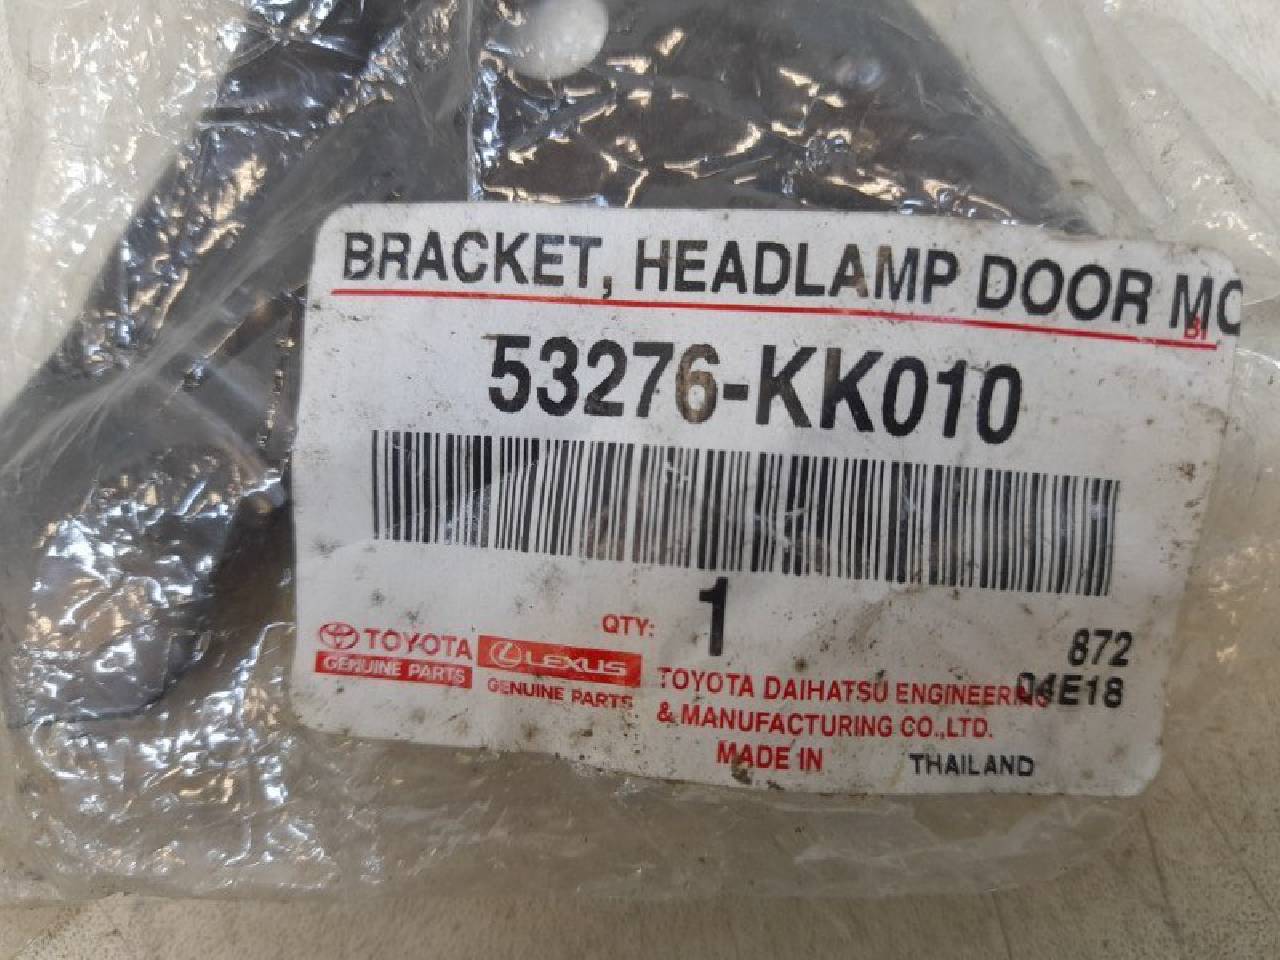 BRACKET, HEADLAMP DOOR MO
BI
53276-KK010
QTY: 1
TOYOTA
GENUINE PARTS
LEXUS
GENUINE PARTS
872
04E18
TOYOTA DAIHATSU ENGINEERING
& MANUFACTURING CO.,LTD.
MADE IN THAILAND